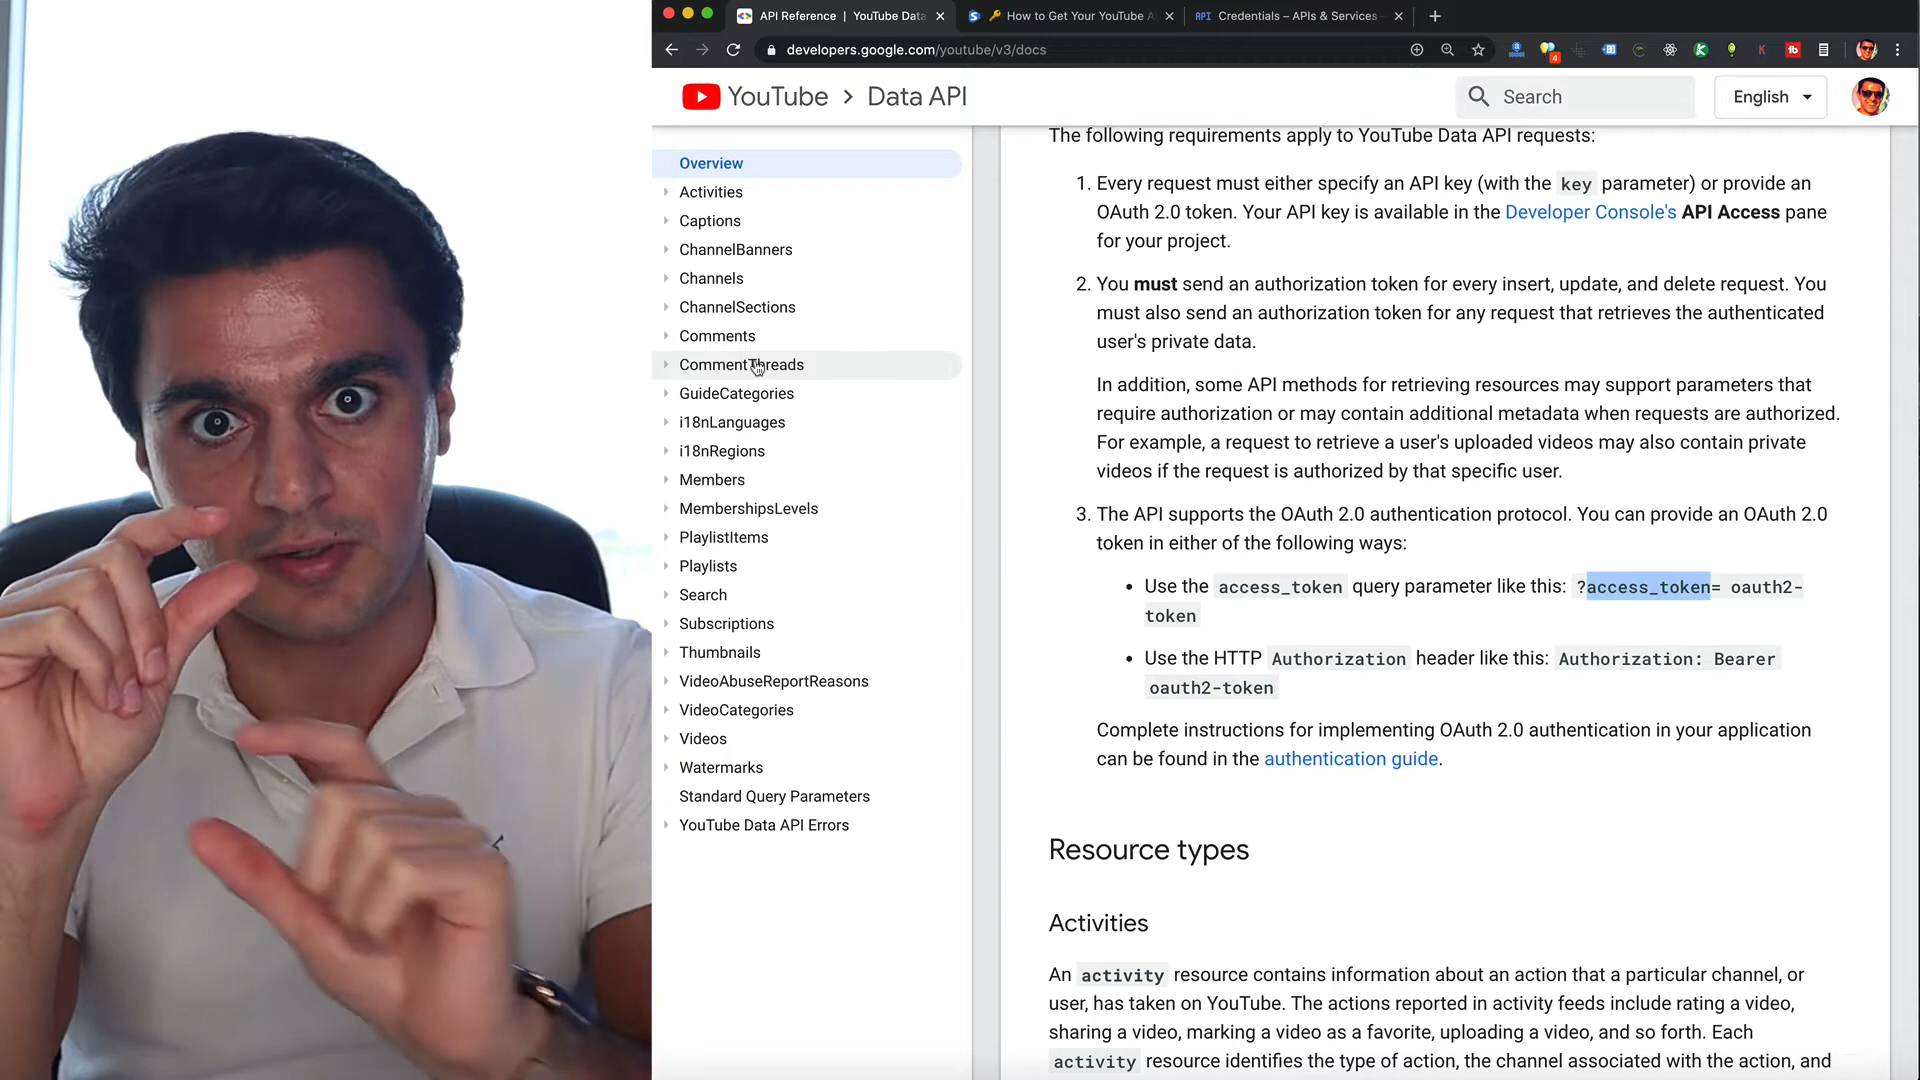 API Reference | YouTube Data
How to Get Your YouTube A
API Credentials – APIs & Services
developers.google.com/youtube/v3/docs
4
YouTube > Data API
Search
English
Overview
Activities
Captions
ChannelBanners
Channels
ChannelSections
Comments
CommentThreads
GuideCategories
i18nLanguages
i18nRegions
Members
MembershipsLevels
PlaylistItems
Playlists
Search
Subscriptions
Thumbnails
VideoAbuseReportReasons
VideoCategories
Videos
Watermarks
Standard Query Parameters
YouTube Data API Errors
The following requirements apply to YouTube Data API requests:
1. Every request must either specify an API key (with the key parameter) or provide an
OAuth 2.0 token. Your API key is available in the Developer Console's API Access pane
for your project.
2. You must send an authorization token for every insert, update, and delete request. You
must also send an authorization token for any request that retrieves the authenticated
user's private data.
In addition, some API methods for retrieving resources may support parameters that
require authorization or may contain additional metadata when requests are authorized.
For example, a request to retrieve a user's uploaded videos may also contain private
videos if the request is authorized by that specific user.
3. The API supports the OAuth 2.0 authentication protocol. You can provide an OAuth 2.0
token in either of the following ways:
• Use the access_token query parameter like this: ?access_token= oauth2-
token
• Use the HTTP Authorization header like this: Authorization: Bearer
oauth2-token
Complete instructions for implementing OAuth 2.0 authentication in your application
can be found in the authentication guide.
Resource types
Activities
An activity resource contains information about an action that a particular channel, or
user, has taken on YouTube. The actions reported in activity feeds include rating a video,
sharing a video, marking a video as a favorite, uploading a video, and so forth. Each
activity resource identifies the type of action, the channel associated with the action, and